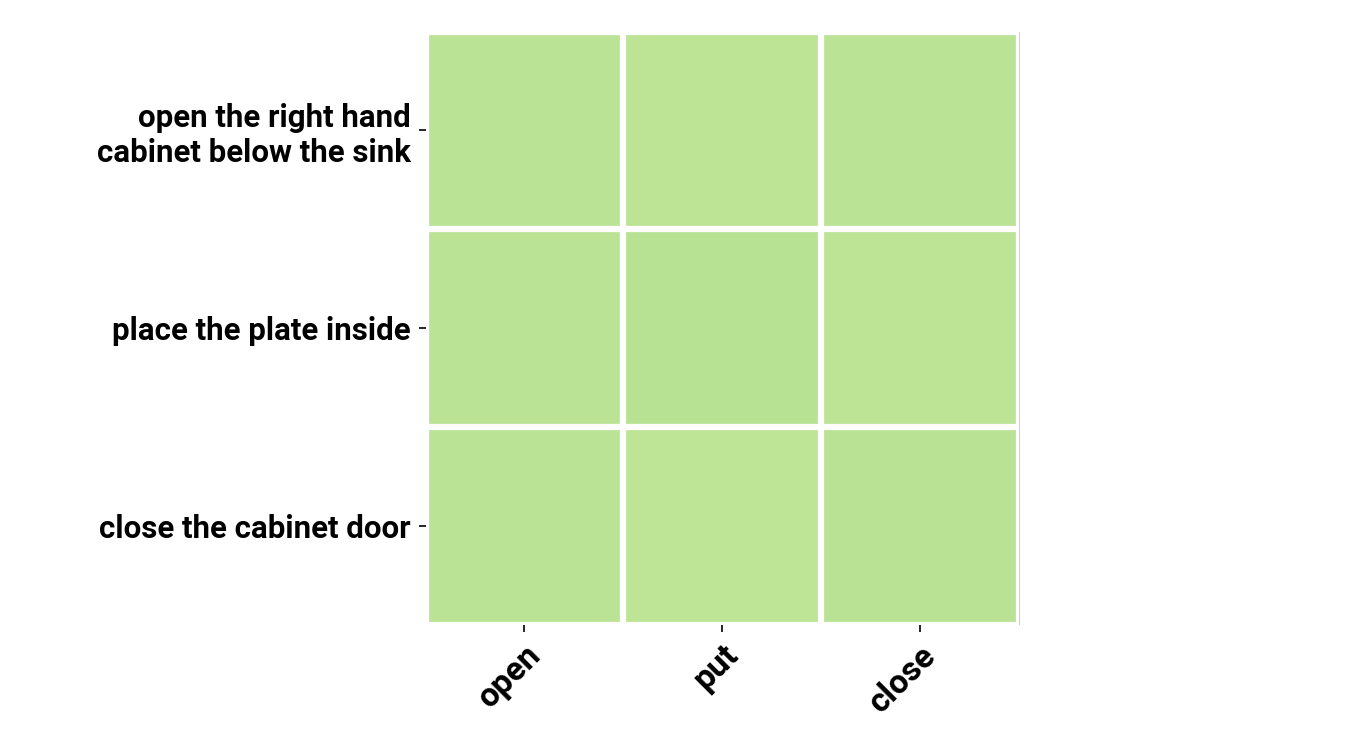 open the right hand
cabinet below the sink
place the plate inside
close the cabinet door
open
put
close